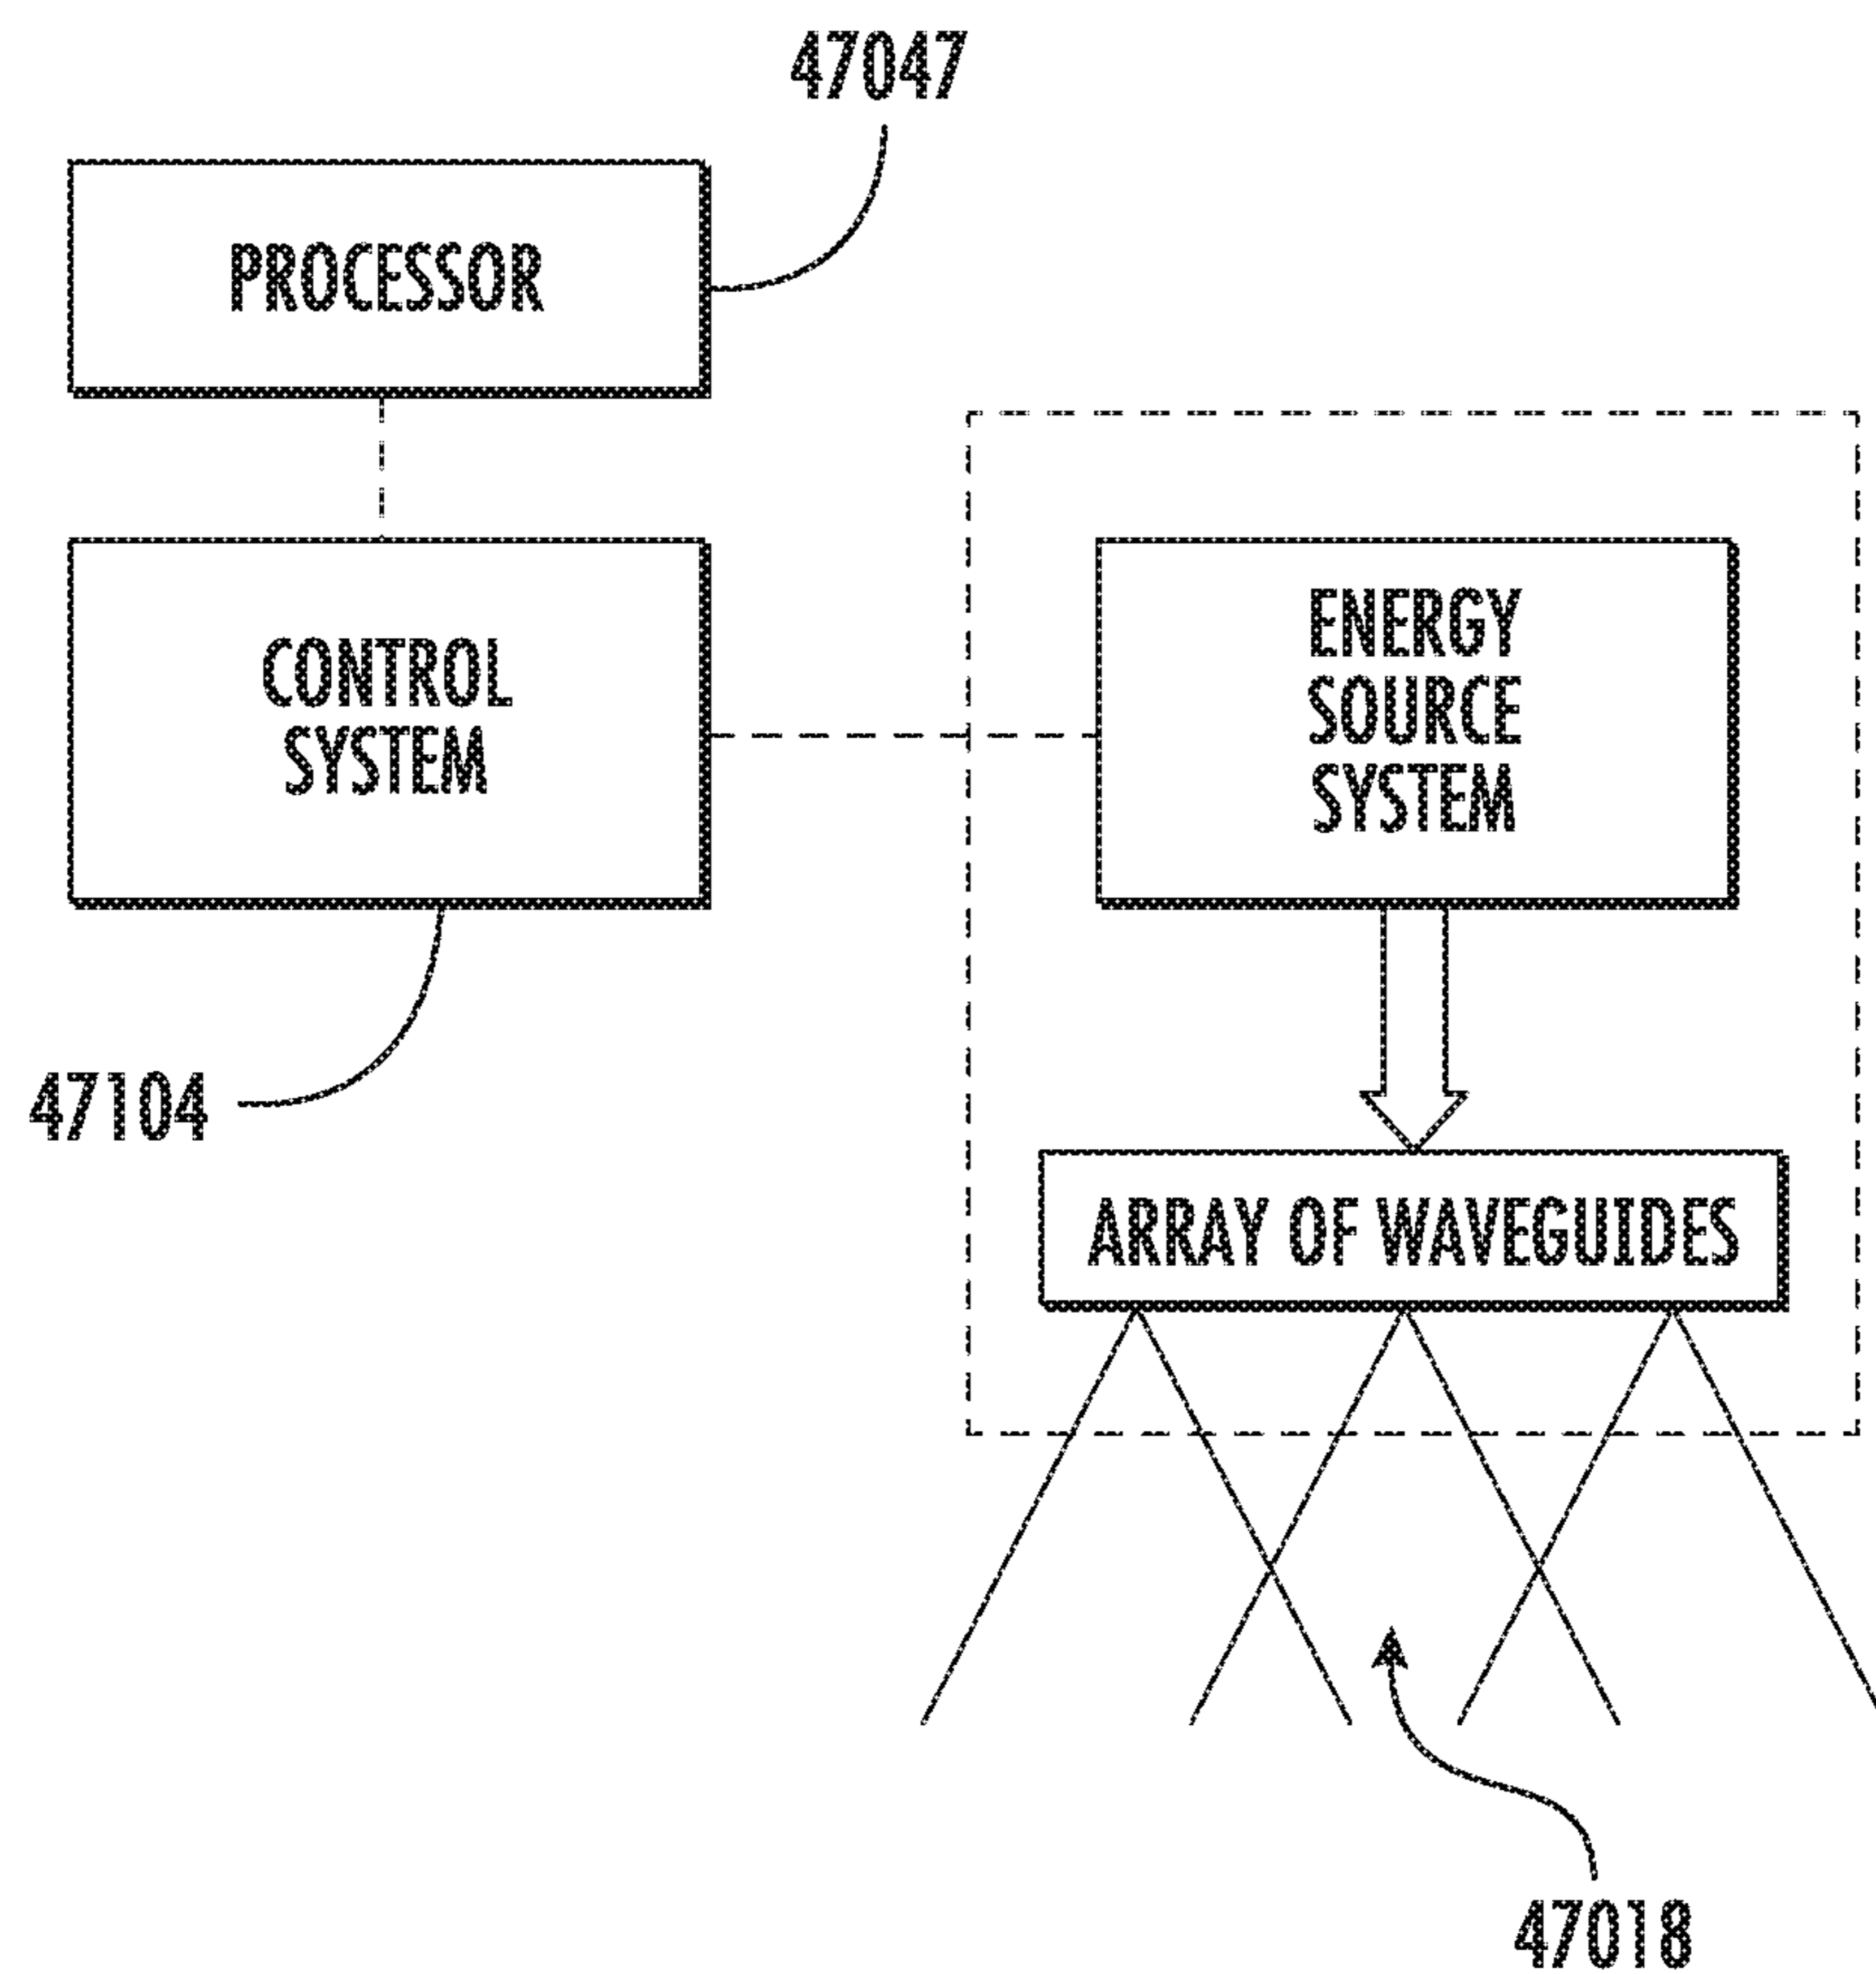 47047
PROCESSOR
CONTROL
SYSTEM
ENERGY
SOURCE
SYSTEM
47104
ARRAY OF WAVEGUIDES
47018